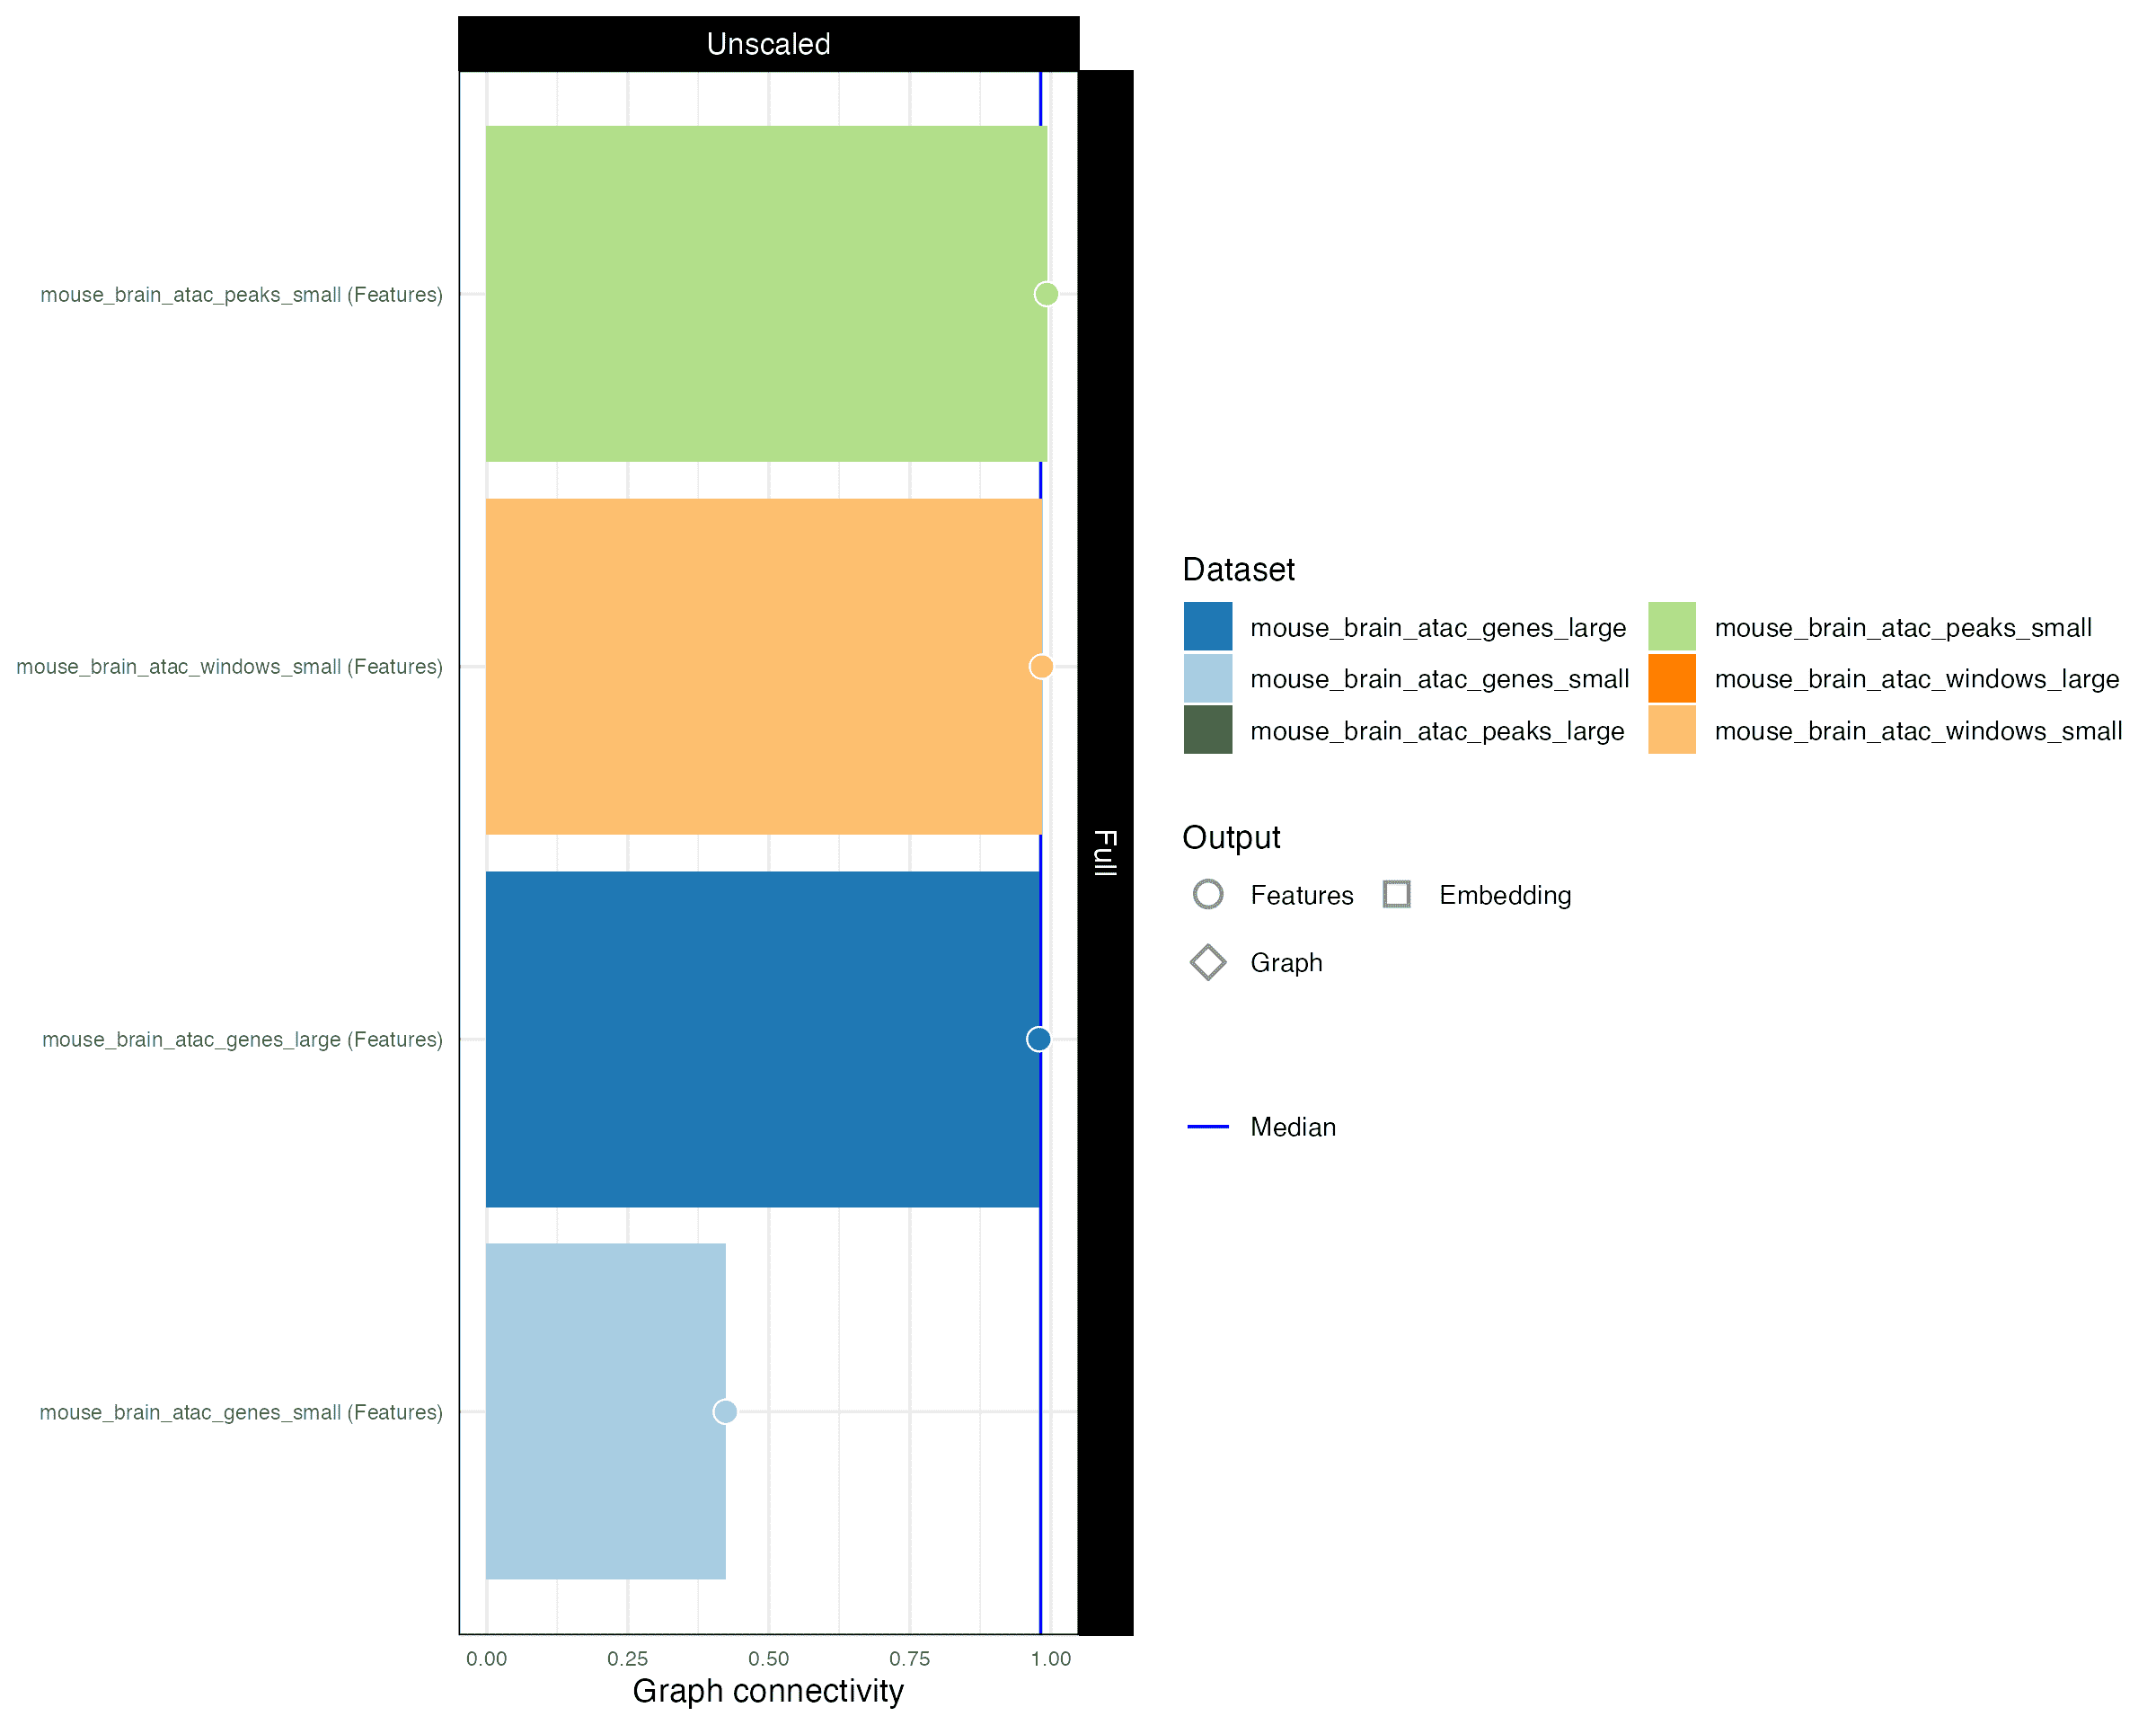 Unscaled
Full
mouse_brain_atac_peaks_small (Features)
mouse_brain_atac_windows_small (Features)
mouse_brain_atac_genes_large (Features)
mouse_brain_atac_genes_small (Features)
0.00 0.25 0.50 0.75 1.00
Graph connectivity
Dataset
mouse_brain_atac_genes_large mouse_brain_atac_peaks_small
mouse_brain_atac_genes_small mouse_brain_atac_windows_large
mouse_brain_atac_peaks_large mouse_brain_atac_windows_small
Output
Features Embedding
Graph
Median